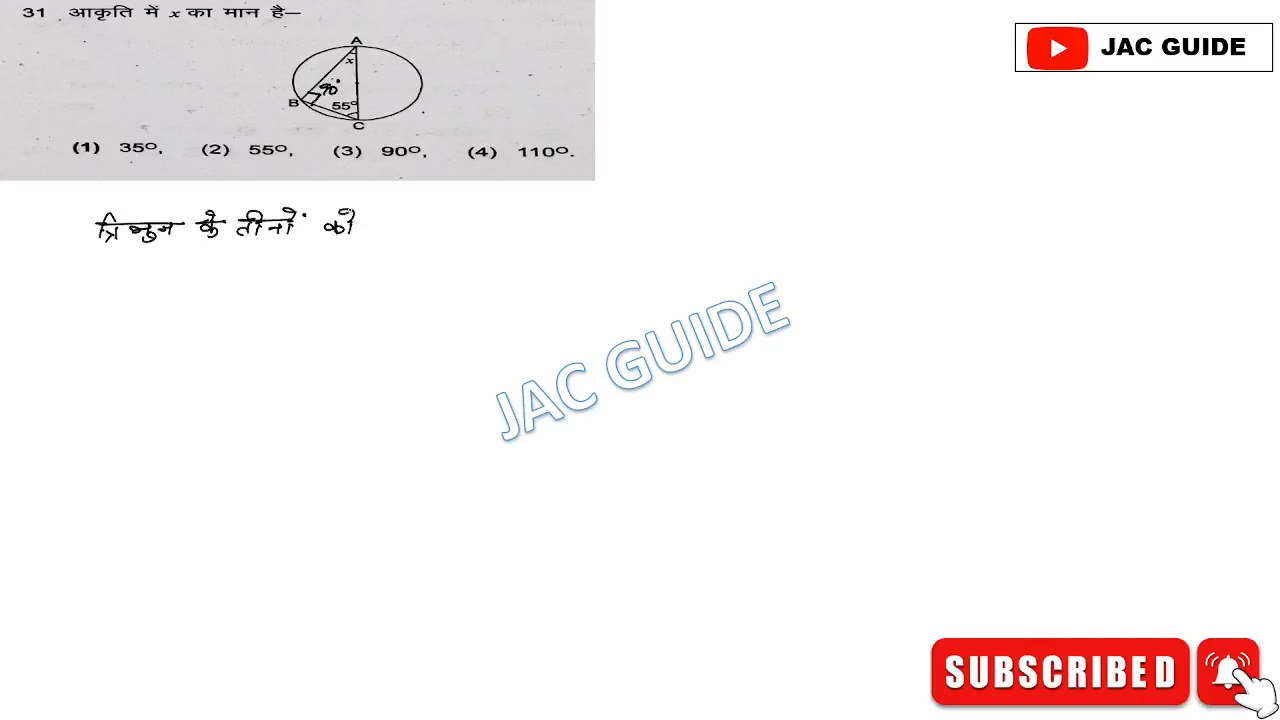 31 आकृति में x का मान है—
A
x
90°
B
55°
C
(1) 35°, (2) 55°, (3) 90°, (4) 110°.
त्रिभुज के तीनों को
JAC GUIDE
JAC GUIDE
SUBSCRIBED